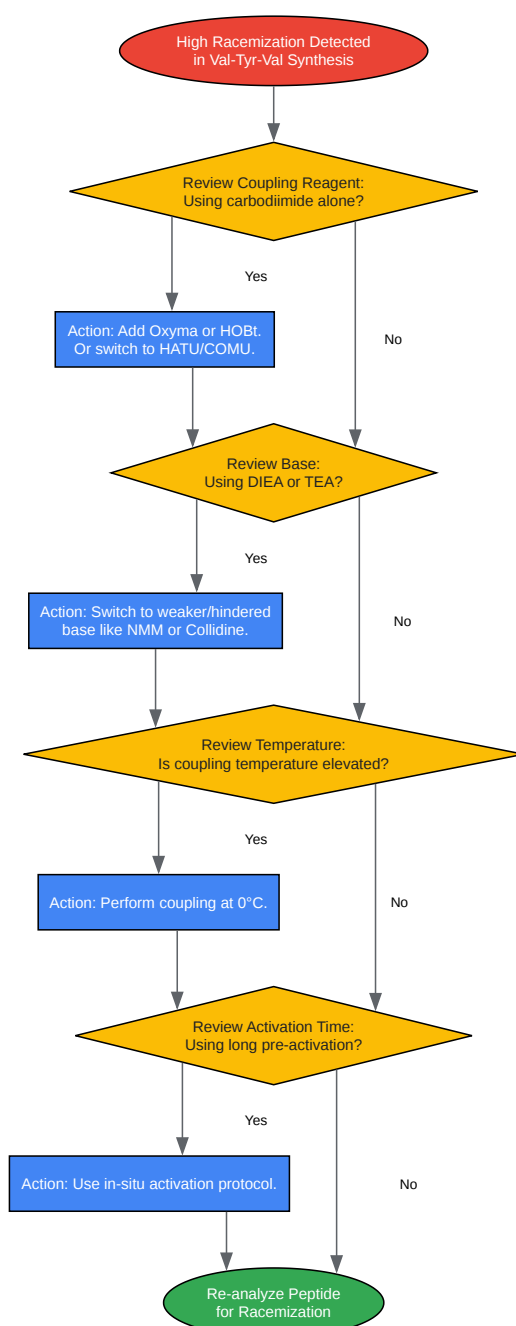 High Racemization Detected
in Val-Tyr-Val Synthesis
Review Coupling Reagent:
Using carbodiimide alone?
Yes
No
Action: Add Oxyma or HOBt.
Or switch to HATU/COMU.
Review Base:
Using DIEA or TEA?
Yes
No
Action: Switch to weaker/hindered
base like NMM or Collidine.
Review Temperature:
Is coupling temperature elevated?
Yes
No
Action: Perform coupling at 0°C.
Review Activation Time:
Using long pre-activation?
Yes
No
Action: Use in-situ activation protocol.
Re-analyze Peptide
for Racemization